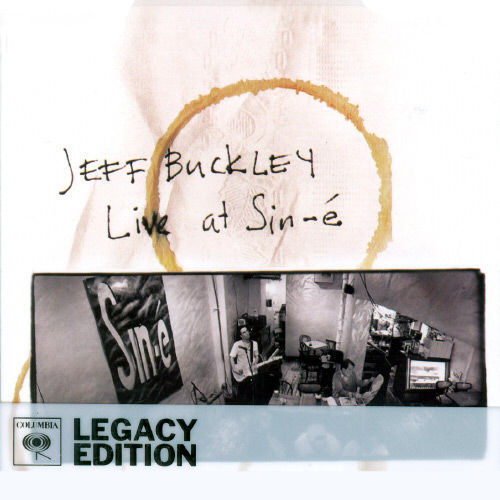 JEFF BUCKLEY
Live at Sin-é
Sin-é
COLUMBIA
LEGACY
EDITION